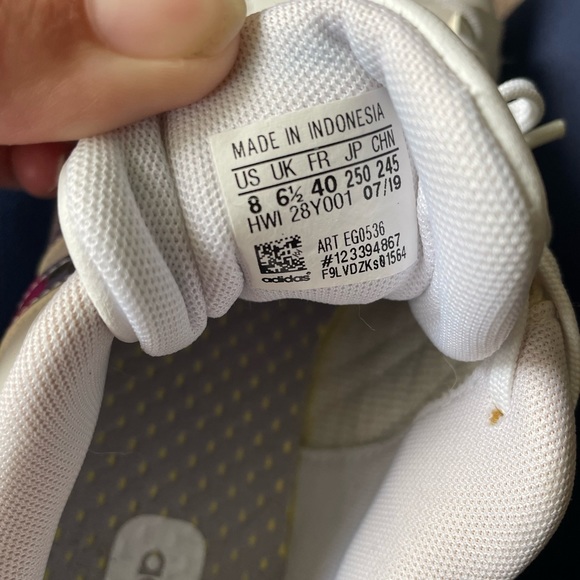 MADE IN INDONESIA
US UK FR JP CHN
8 6½ 40 250 245
HWI 28Y001 07/19
ART EG0536
#123394867
F9LVDZKs01564
adidas